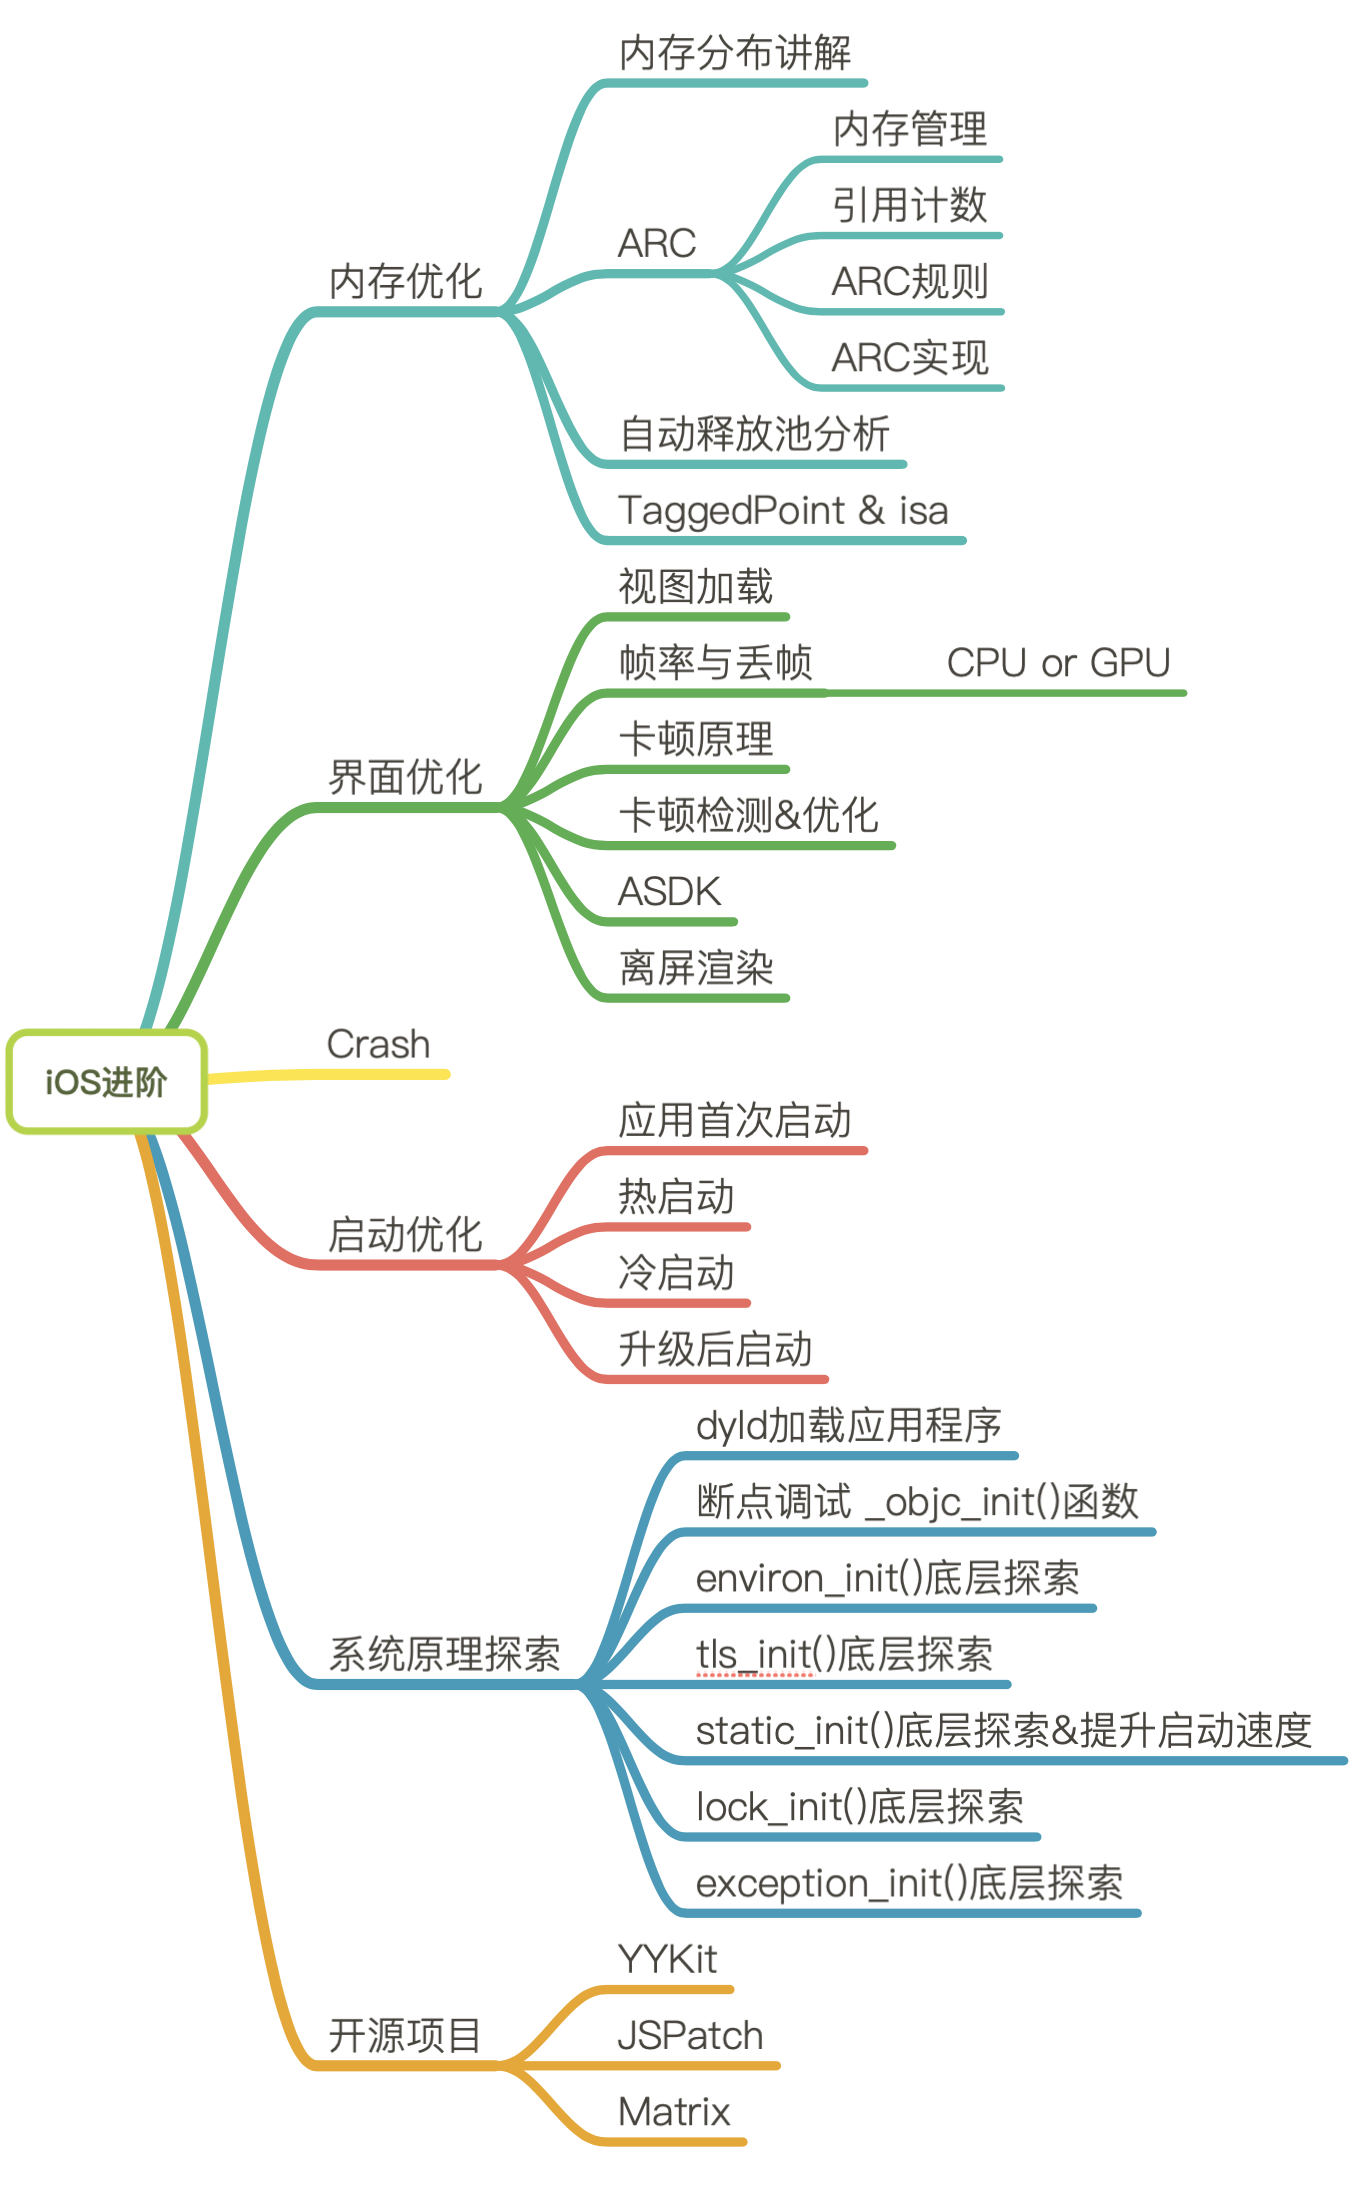 内存分布讲解
内存管理
引用计数
ARC
内存优化
ARC规则
ARC实现
自动释放池分析
TaggedPoint & isa
视图加载
帧率与丢帧
CPU or GPU
卡顿原理
界面优化
卡顿检测&优化
ASDK
离屏渲染
Crash
iOS进阶
应用首次启动
热启动
启动优化
冷启动
升级后启动
dyld加载应用程序
断点调试 _objc_init()函数
environ_init()底层探索
系统原理探索
tls_init()底层探索
static_init()底层探索&提升启动速度
lock_init()底层探索
exception_init()底层探索
YYKit
开源项目
JSPatch
Matrix